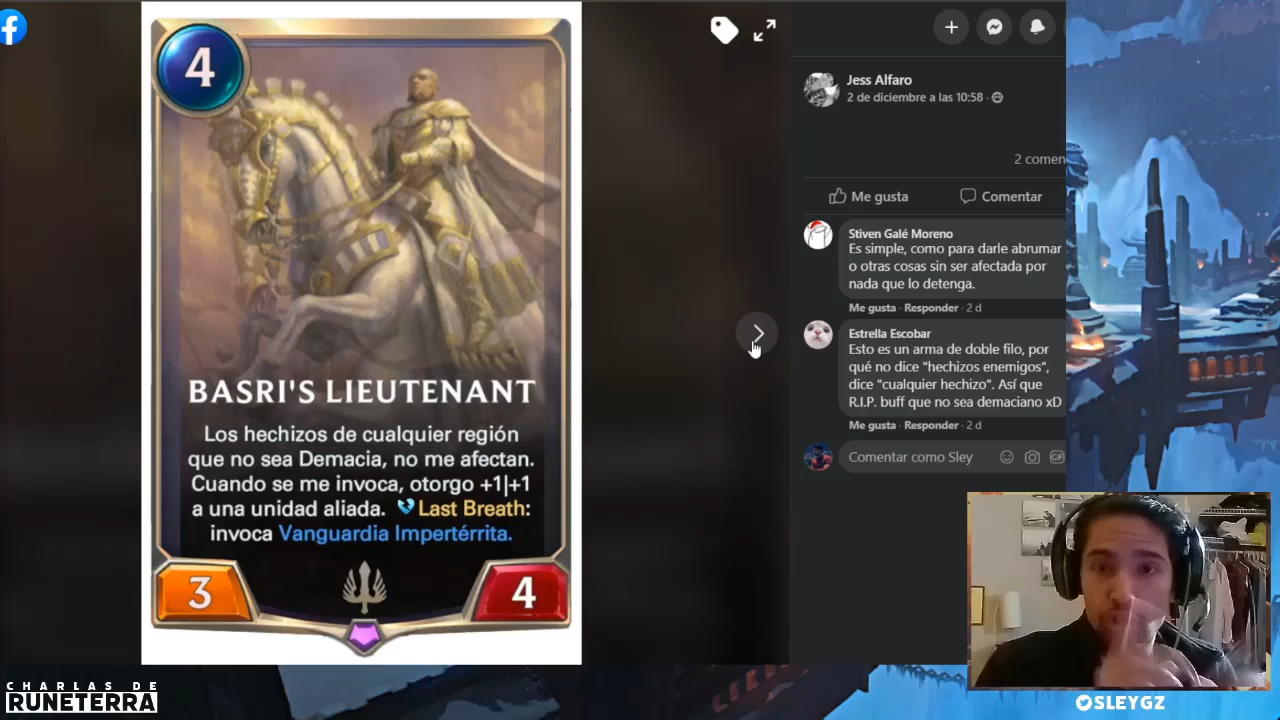 4
BASRI'S LIEUTENANT
Los hechizos de cualquier región
que no sea Demacia, no me afectan.
Cuando se me invoca, otorgo +1|+1
a una unidad aliada. Last Breath:
invoca Vanguardia Impertérrita.
3
4
Jess Alfaro
2 de diciembre a las 10:58 ·
2 comen
Me gusta
Comentar
Stiven Galé Moreno
Es simple, como para darle abrumar
o otras cosas sin ser afectada por
nada que lo detenga.
Me gusta · Responder · 2 d
Estrella Escobar
Esto es un arma de doble filo, por
qué no dice "hechizos enemigos",
dice "cualquier hechizo". Así que
R.I.P. buff que no sea demaciano xD
Me gusta · Responder · 2 d
Comentar como Sley
GIF
CHARLAS DE
RUNETERRA
@SLEYGZ